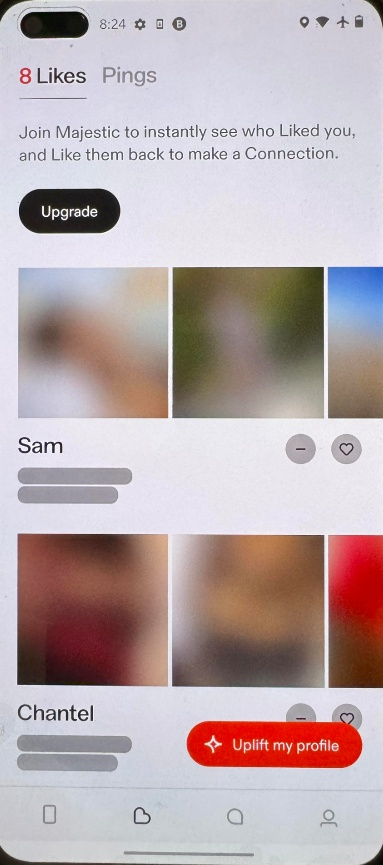 8:24
8 Likes Pings
Join Majestic to instantly see who Liked you,
and Like them back to make a Connection.
Upgrade
Sam
Chantel
Uplift my profile